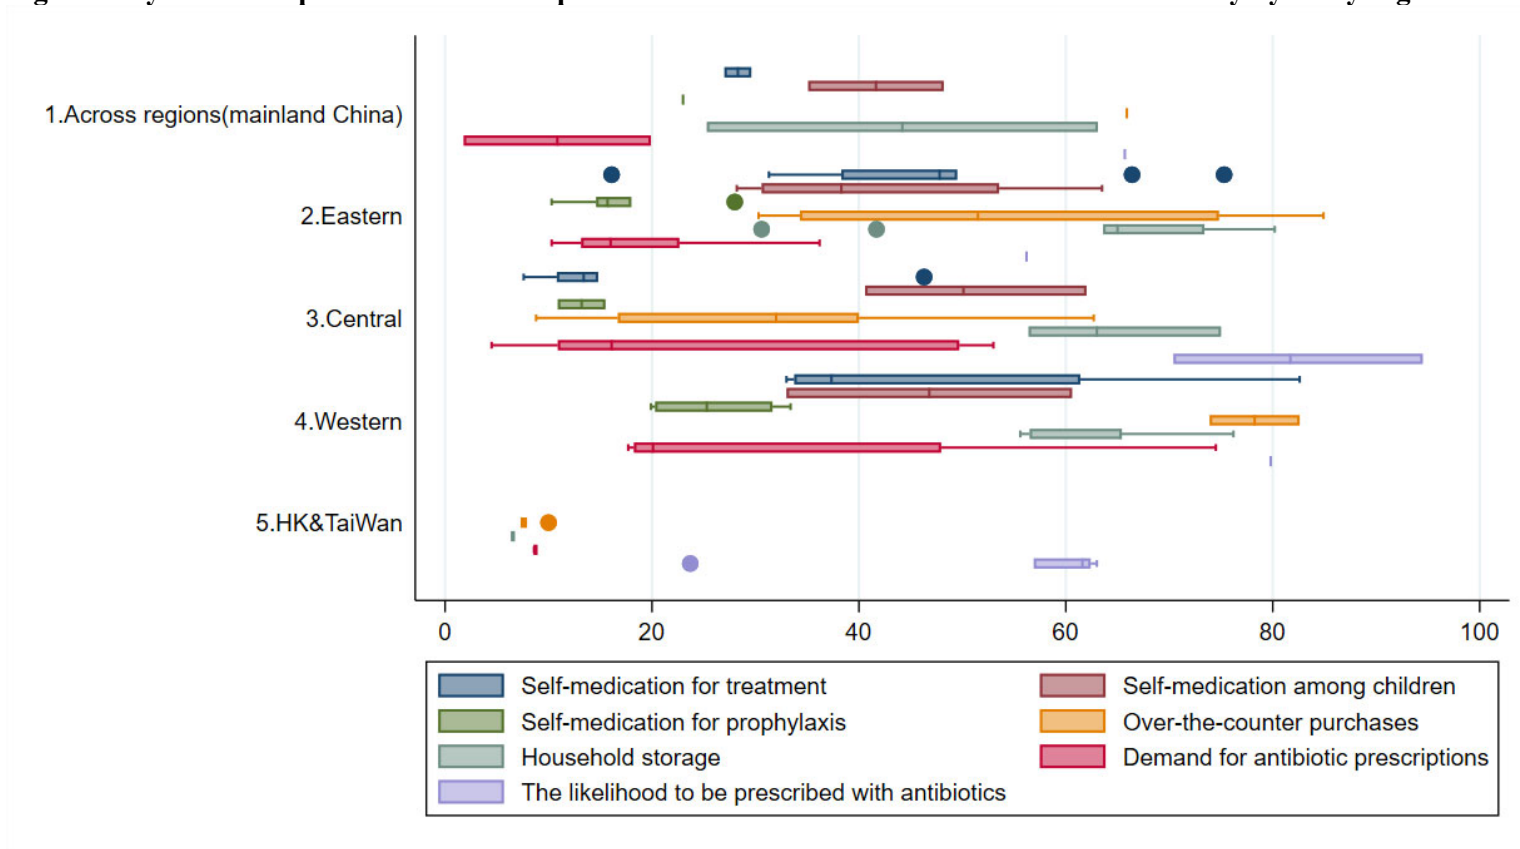 1.Across regions(mainland China)
2.Eastern
3.Central
4.Western
5.HK&TaiWan
0 20 40 60 80 100
Self-medication for treatment Self-medication among children
Self-medication for prophylaxis Over-the-counter purchases
Household storage Demand for antibiotic prescriptions
The likelihood to be prescribed with antibiotics